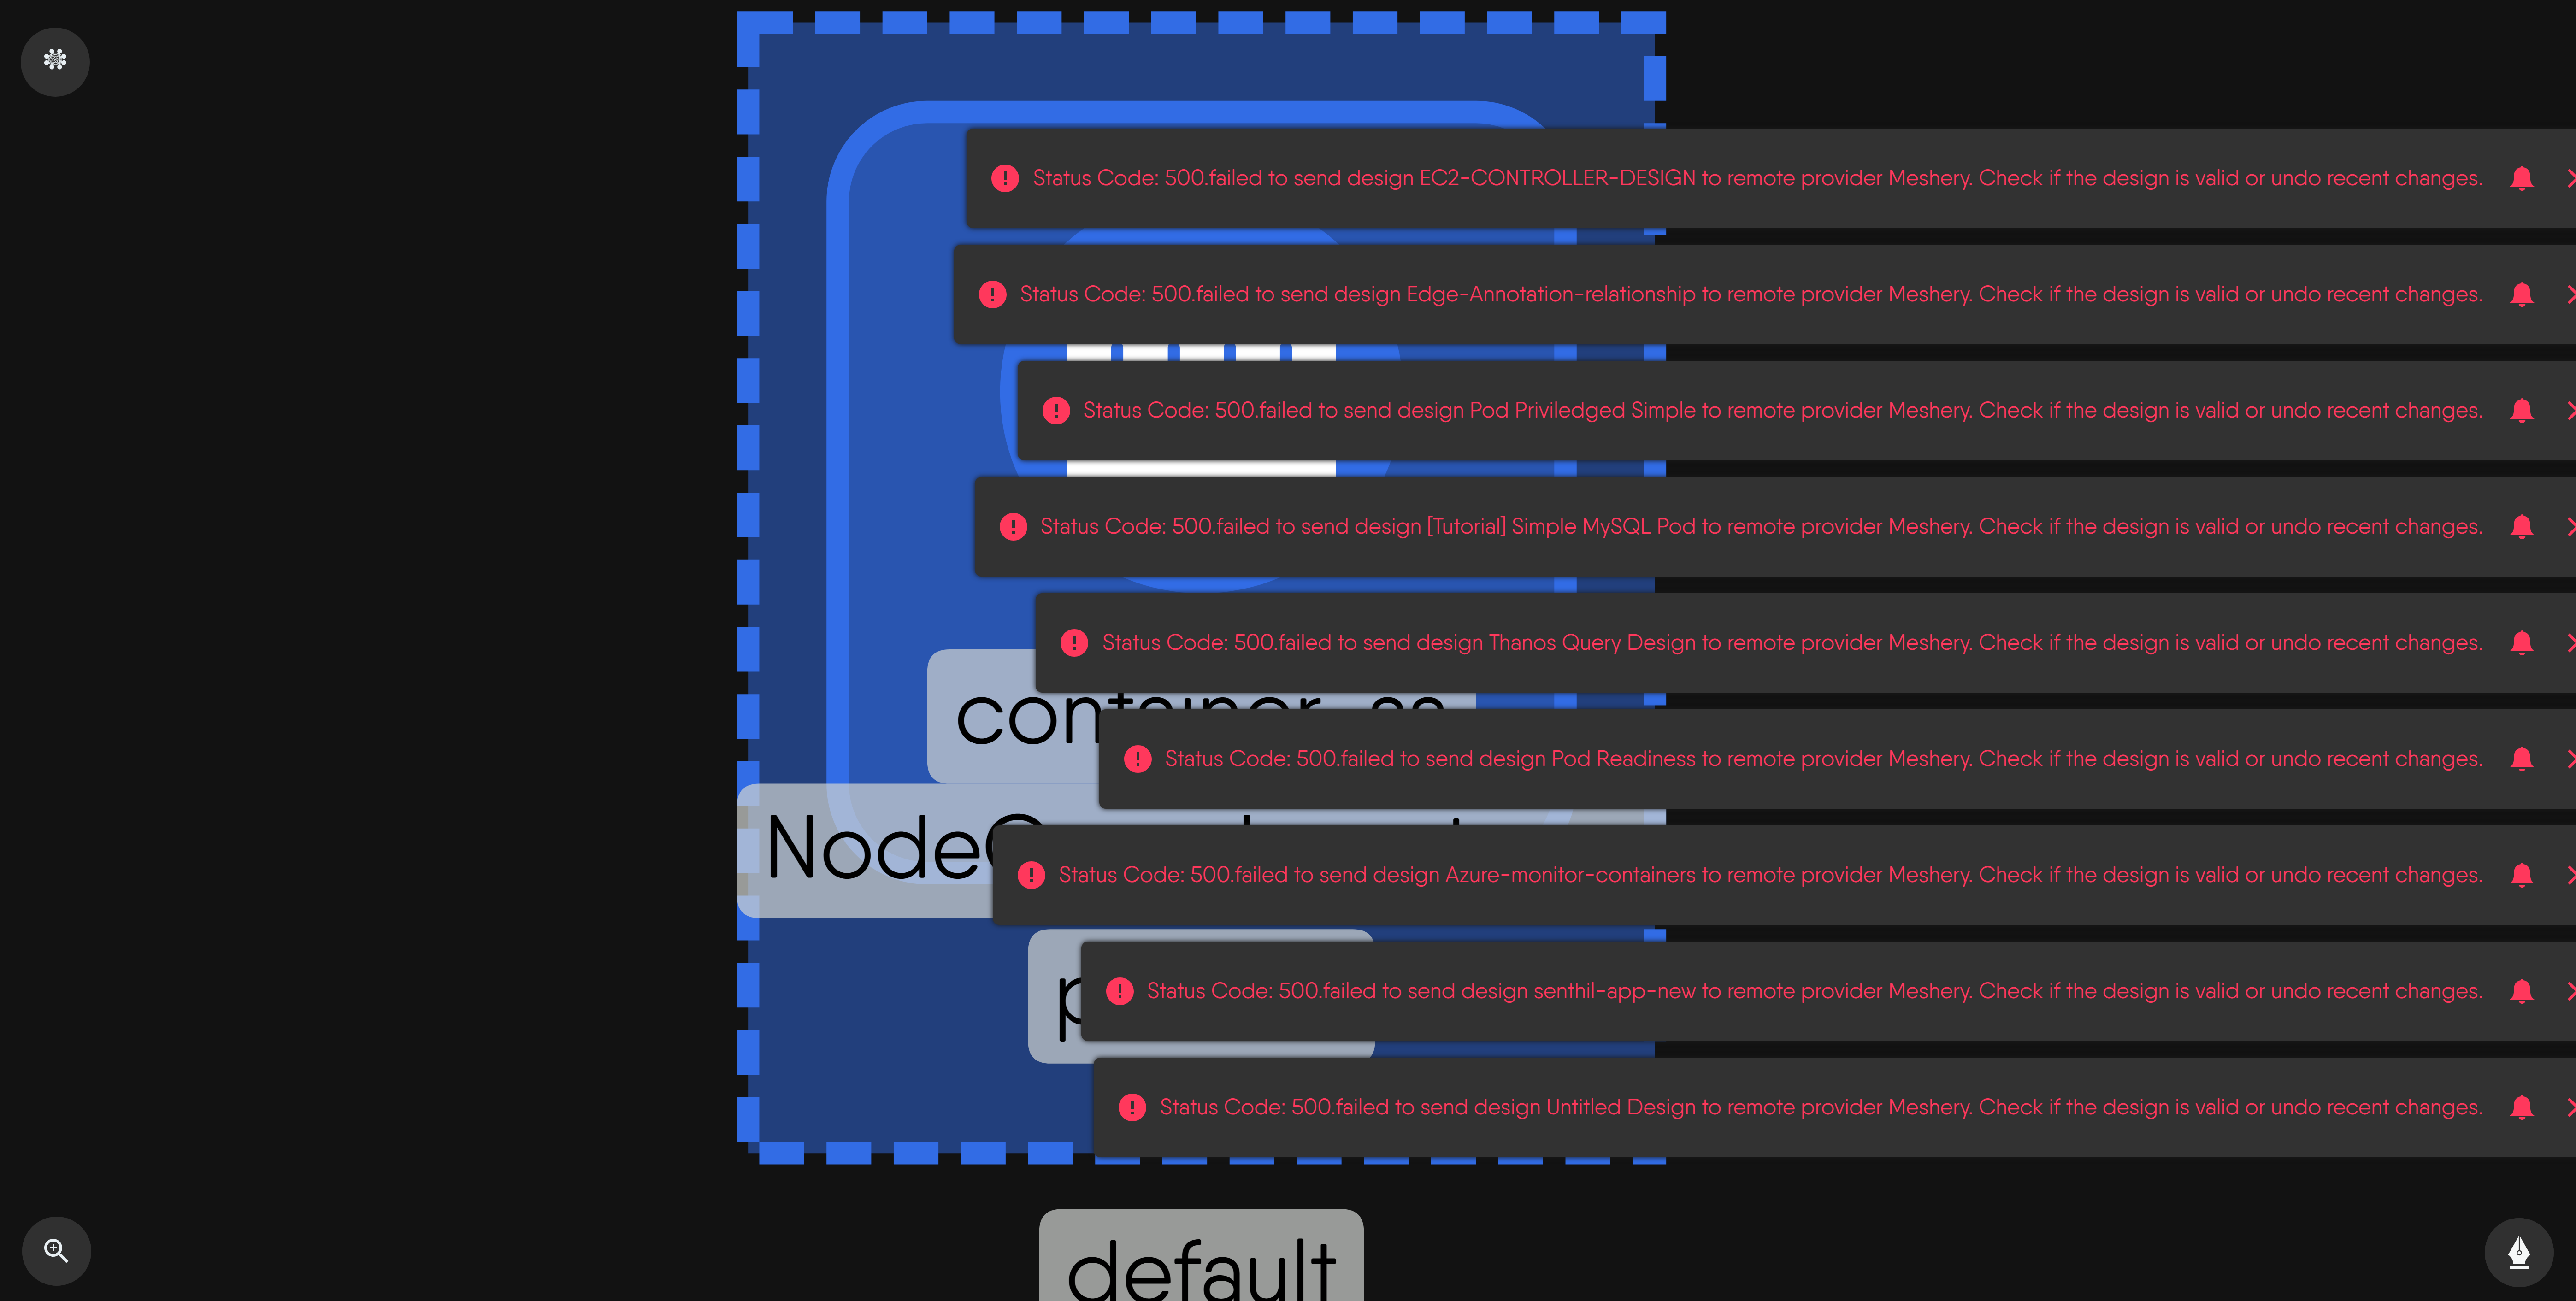 Status Code: 500.failed to send design EC2-CONTROLLER-DESIGN to remote provider Meshery. Check if the design is valid or undo recent changes.
Status Code: 500.failed to send design Edge-Annotation-relationship to remote provider Meshery. Check if the design is valid or undo recent changes.
Status Code: 500.failed to send design Pod Priviledged Simple to remote provider Meshery. Check if the design is valid or undo recent changes.
Status Code: 500.failed to send design [Tutorial] Simple MySQL Pod to remote provider Meshery. Check if the design is valid or undo recent changes.
Status Code: 500.failed to send design Thanos Query Design to remote provider Meshery. Check if the design is valid or undo recent changes.
Status Code: 500.failed to send design Pod Readiness to remote provider Meshery. Check if the design is valid or undo recent changes.
Status Code: 500.failed to send design Azure-monitor-containers to remote provider Meshery. Check if the design is valid or undo recent changes.
Status Code: 500.failed to send design senthil-app-new to remote provider Meshery. Check if the design is valid or undo recent changes.
Status Code: 500.failed to send design Untitled Design to remote provider Meshery. Check if the design is valid or undo recent changes.
default